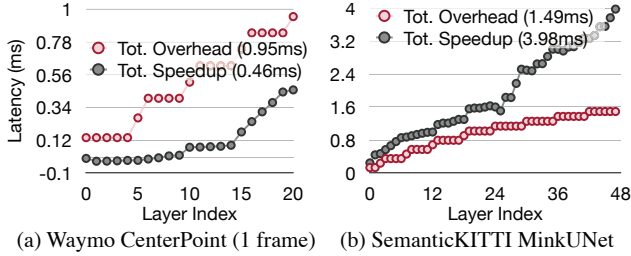 1
0.78
0.56
0.34
0.12
-0.1
Latency (ms)
Tot. Overhead (0.95ms)
Tot. Speedup (0.46ms)
0 5 10 15 20
Layer Index
(a) Waymo CenterPoint (1 frame)
4
3.2
2.4
1.6
0.8
0
Tot. Overhead (1.49ms)
Tot. Speedup (3.98ms)
0 12 24 36 48
Layer Index
(b) SemanticKITTI MinkUNet